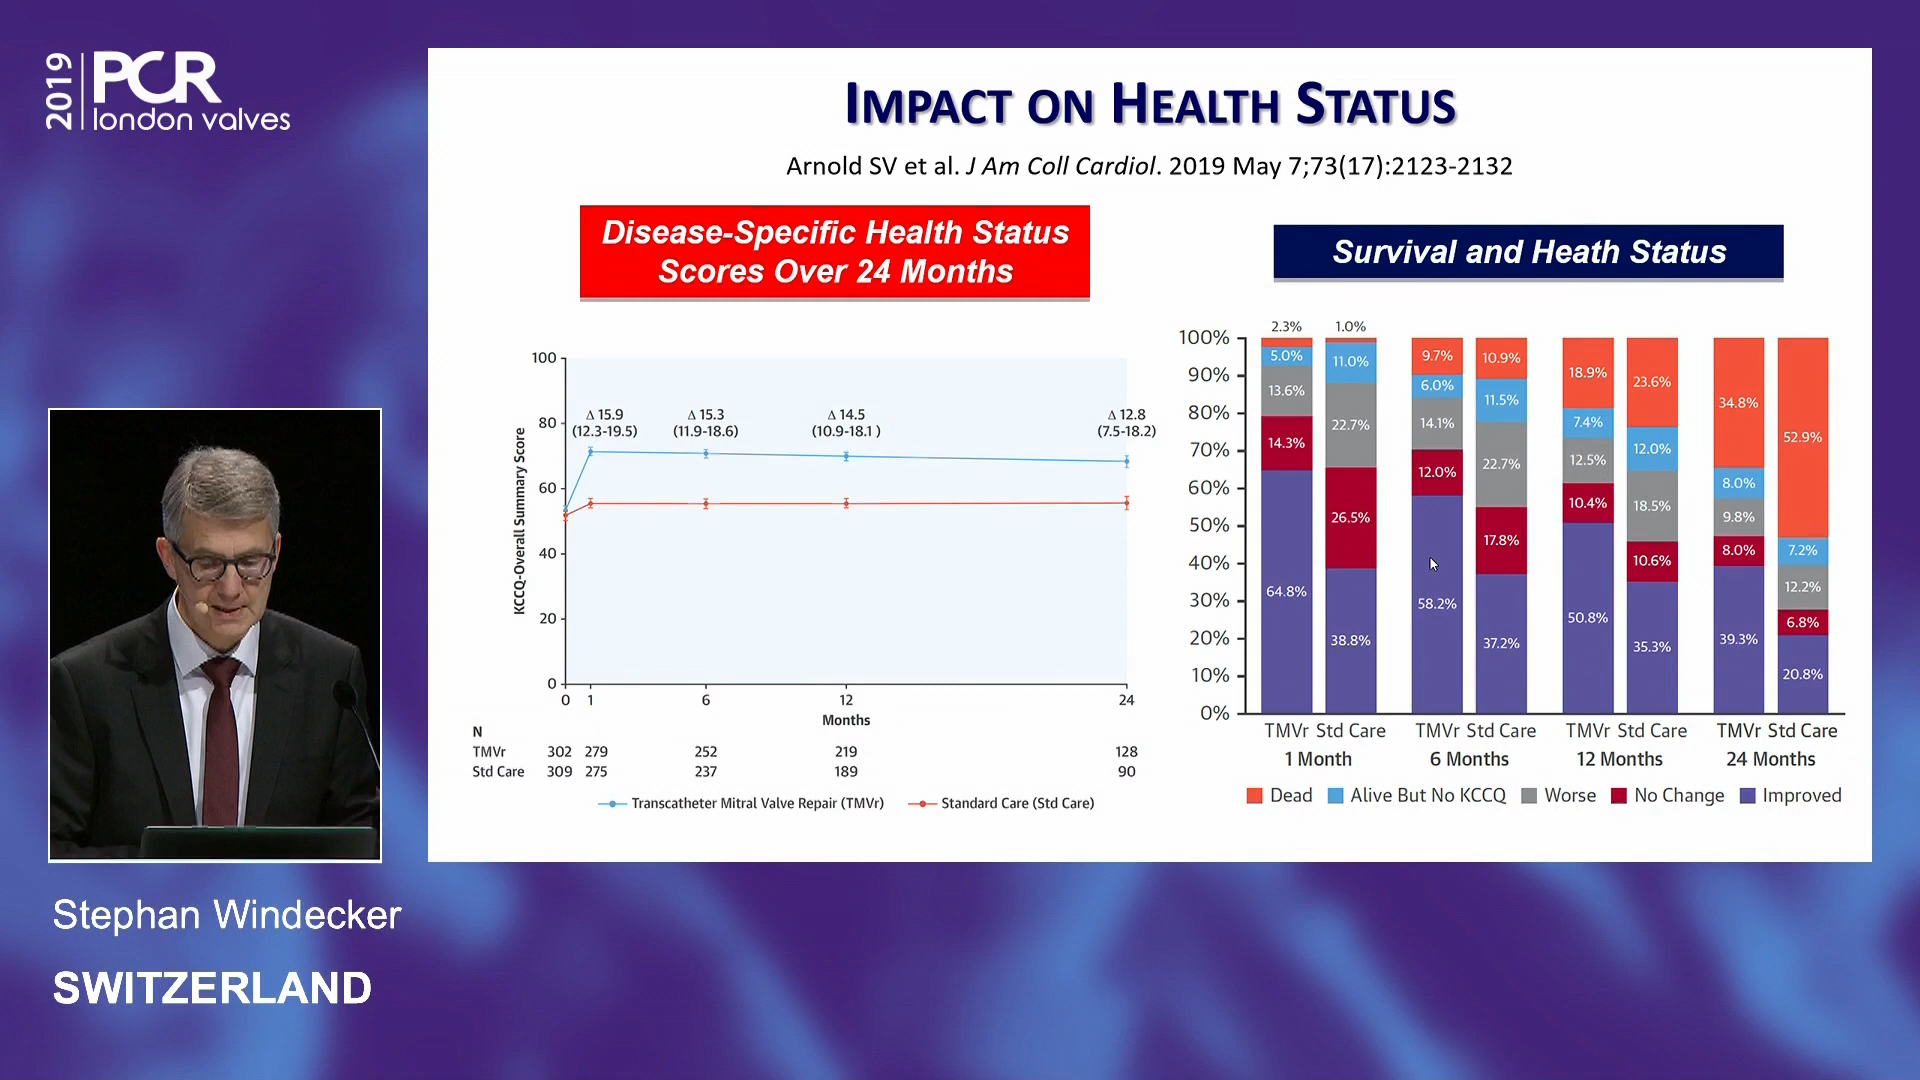 2019
PCR
london valves
IMPACT ON HEALTH STATUS
Arnold SV et al. J Am Coll Cardiol. 2019 May 7;73(17):2123-2132
Disease-Specific Health Status
Scores Over 24 Months
KCCQ-Overall Summary Score
100
80
60
40
20
0
Δ 15.9
(12.3-19.5)
Δ 15.3
(11.9-18.6)
Δ 14.5
(10.9-18.1 )
Δ 12.8
(7.5-18.2)
0 1 6 12 24
Months
N
TMVr 302 279 252 219 128
Std Care 309 275 237 189 90
Transcatheter Mitral Valve Repair (TMVr) Standard Care (Std Care)
Survival and Heath Status
100%
90%
80%
70%
60%
50%
40%
30%
20%
10%
0%
2.3%
5.0%
13.6%
14.3%
64.8%
1.0%
11.0%
22.7%
26.5%
38.8%
9.7%
6.0%
14.1%
12.0%
58.2%
10.9%
11.5%
22.7%
17.8%
37.2%
18.9%
7.4%
12.5%
10.4%
50.8%
23.6%
12.0%
18.5%
10.6%
35.3%
34.8%
8.0%
9.8%
8.0%
39.3%
52.9%
7.2%
12.2%
6.8%
20.8%
TMVr Std Care TMVr Std Care TMVr Std Care TMVr Std Care
1 Month 6 Months 12 Months 24 Months
Dead Alive But No KCCQ Worse No Change Improved
Stephan Windecker
SWITZERLAND